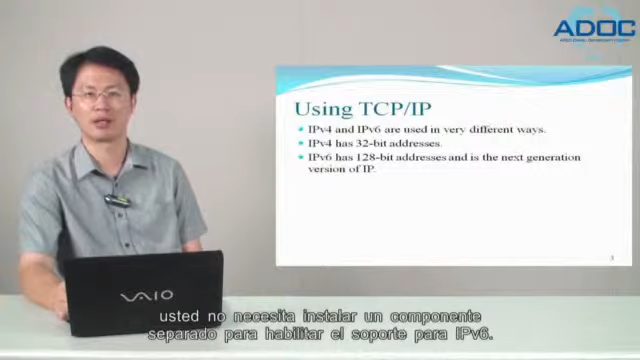 ADOC
Using TCP/IP
IPv4 and IPv6 are used in very different ways.
IPv4 has 32-bit addresses.
IPv6 has 128-bit addresses and is the next generation
version of IP.
VAIO
usted no necesita instalar un componente
separado para habilitar el soporte para IPv6.